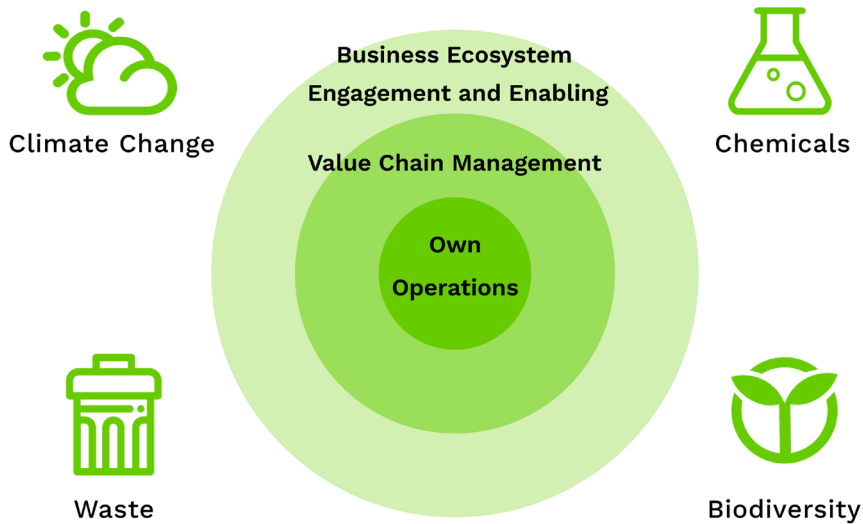 Business Ecosystem
Engagement and Enabling
Climate Change
Chemicals
Value Chain Management
Own
Operations
Waste
Biodiversity